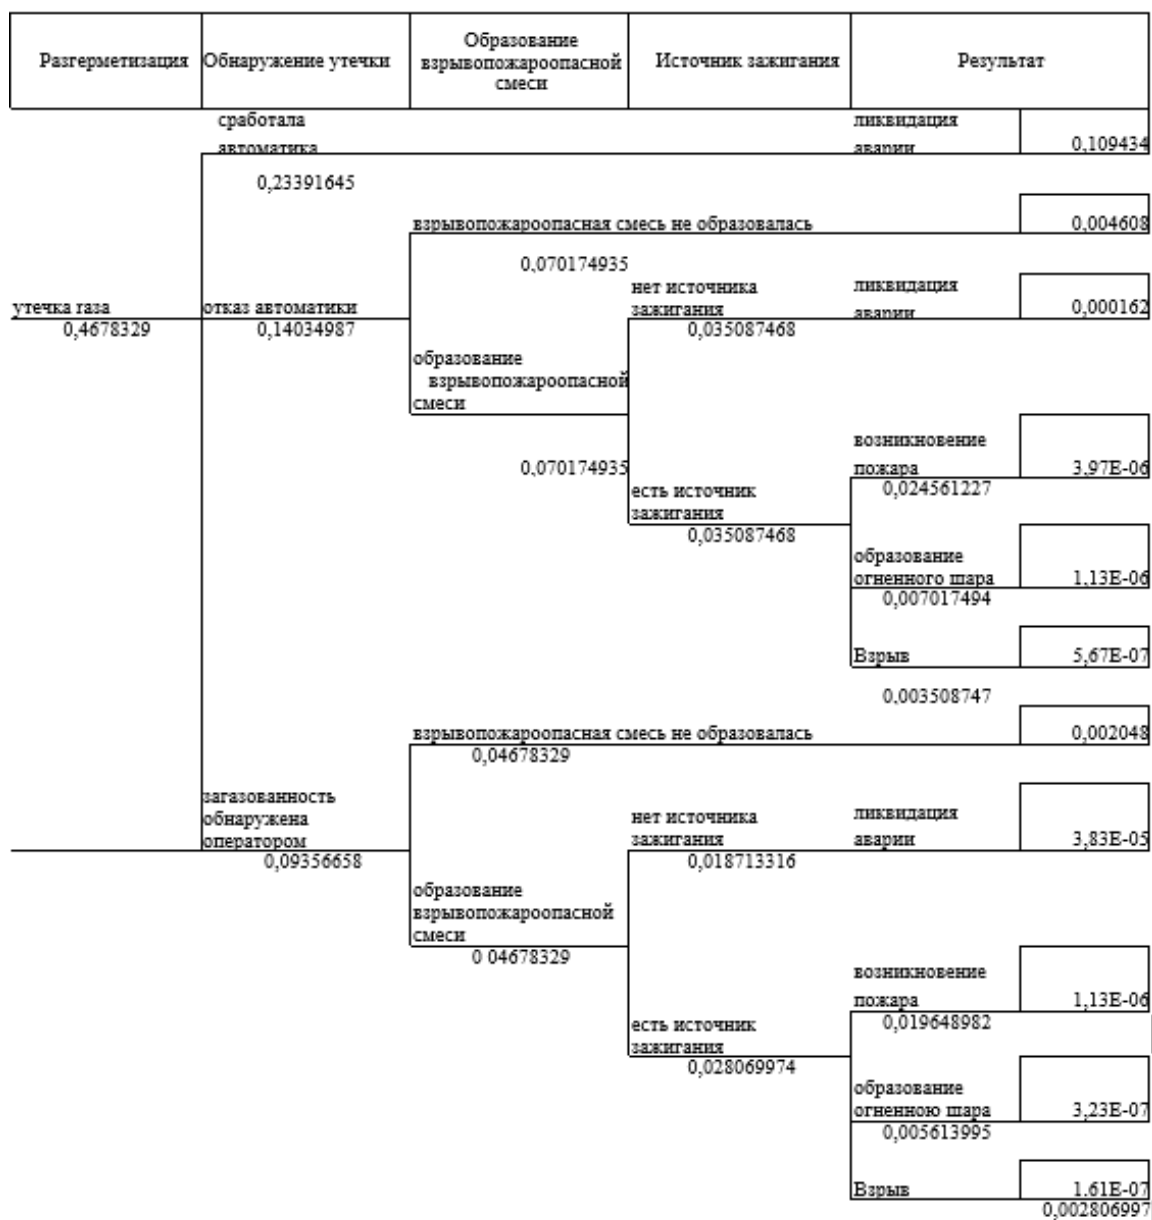 Разгерметизация
Обнаружение утечки
Образование
взрывопожароопасной
смеси
Источник зажигания
Результат
сработала
автоматика
ликвидация
аварии
0,109434
0,23391645
взрывопожароопасная смесь не образовалась
0,004608
0,070174935
утечка газа
0,4678329
отказ автоматики
0,14034987
нет источника
зажигания
0,035087468
ликвидация
аварии
0,000162
образование
взрывопожароопасной
смеси
0,070174935
есть источник
зажигания
0,035087468
возникновение
пожара
3,97E-06
0,024561227
образование
огненного шара
1,13E-06
0,007017494
Взрыв
5,67E-07
0,003508747
взрывопожароопасная смесь не образовалась
0,002048
0,04678329
загазованность
обнаружена
оператором
0,09356658
нет источника
зажигания
0,018713316
ликвидация
аварии
3,83E-05
образование
взрывопожароопасной
смеси
0 04678329
есть источник
зажигания
0,028069974
возникновение
пожара
1,13E-06
0,019648982
образование
огненною шара
3,23E-07
0,005613995
Взрыв
1.61E-07
0,002806997